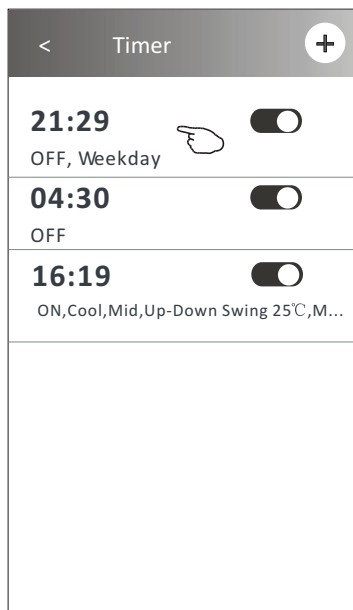 < Timer +
21:29
OFF, Weekday
04:30
OFF
16:19
ON,Cool,Mid,Up-Down Swing 25℃,M...